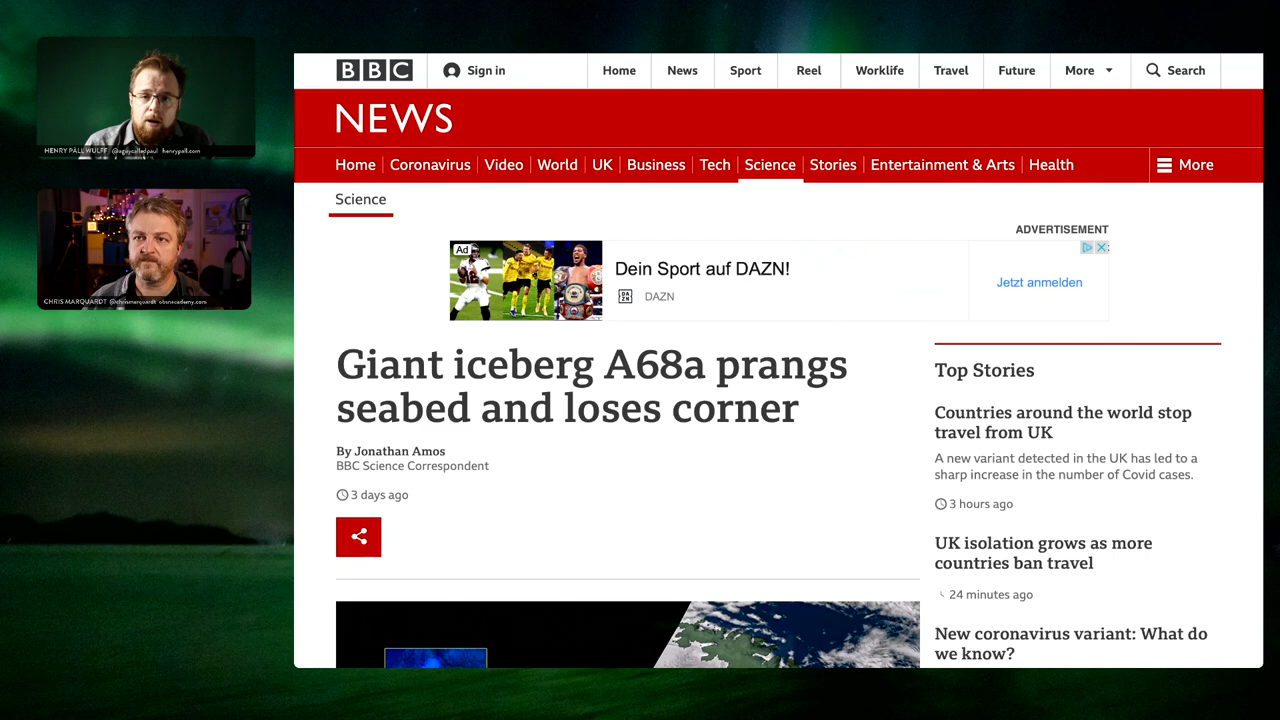 HENRY PÁLL WULFF @aguycalledpaul henrypall.com
CHRIS MARQUARDT @chrismarquardt obsnecademy.com
BBC
Sign in
Home
News
Sport
Reel
Worklife
Travel
Future
More
Search
NEWS
Home
Coronavirus
Video
World
UK
Business
Tech
Science
Stories
Entertainment & Arts
Health
More
Science
ADVERTISEMENT
Ad
Dein Sport auf DAZN!
DA
ZN
DAZN
Jetzt anmelden
Giant iceberg A68a prangs
seabed and loses corner
By Jonathan Amos
BBC Science Correspondent
3 days ago
Top Stories
Countries around the world stop
travel from UK
A new variant detected in the UK has led to a
sharp increase in the number of Covid cases.
3 hours ago
UK isolation grows as more
countries ban travel
24 minutes ago
New coronavirus variant: What do
we know?